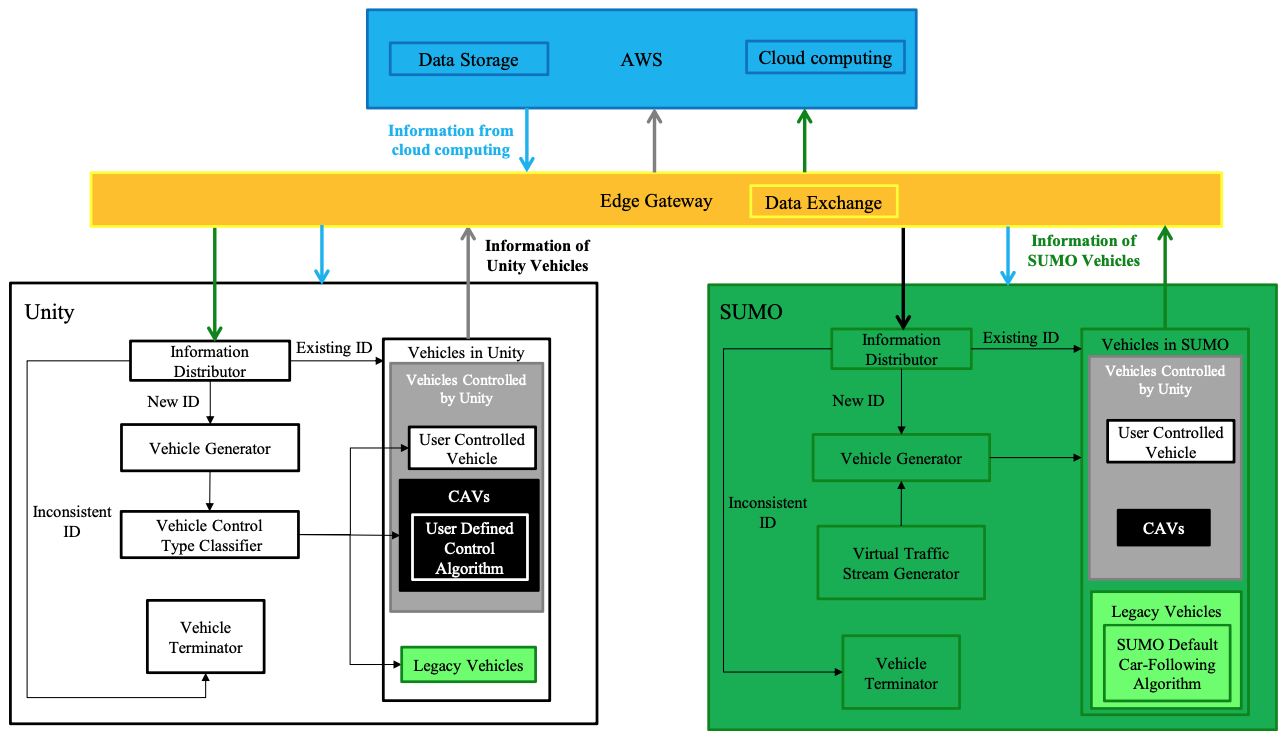 Data Storage
AWS
Cloud computing
Information from
cloud computing
Edge Gateway
Data Exchange
Information of
Unity Vehicles
Information of
SUMO Vehicles
Unity
Information
Distributor
Existing ID
New ID
Vehicle Generator
Inconsistent
ID
Vehicle Control
Type Classifier
Vehicle
Terminator
Vehicles in Unity
Vehicles Controlled
by Unity
User Controlled
Vehicle
CAVs
User Defined
Control
Algorithm
Legacy Vehicles
SUMO
Information
Distributor
Existing ID
New ID
Vehicle Generator
Inconsistent
ID
Virtual Traffic
Stream Generator
Vehicle
Terminator
Vehicles in SUMO
Vehicles Controlled
by Unity
User Controlled
Vehicle
CAVs
Legacy Vehicles
SUMO Default
Car-Following
Algorithm